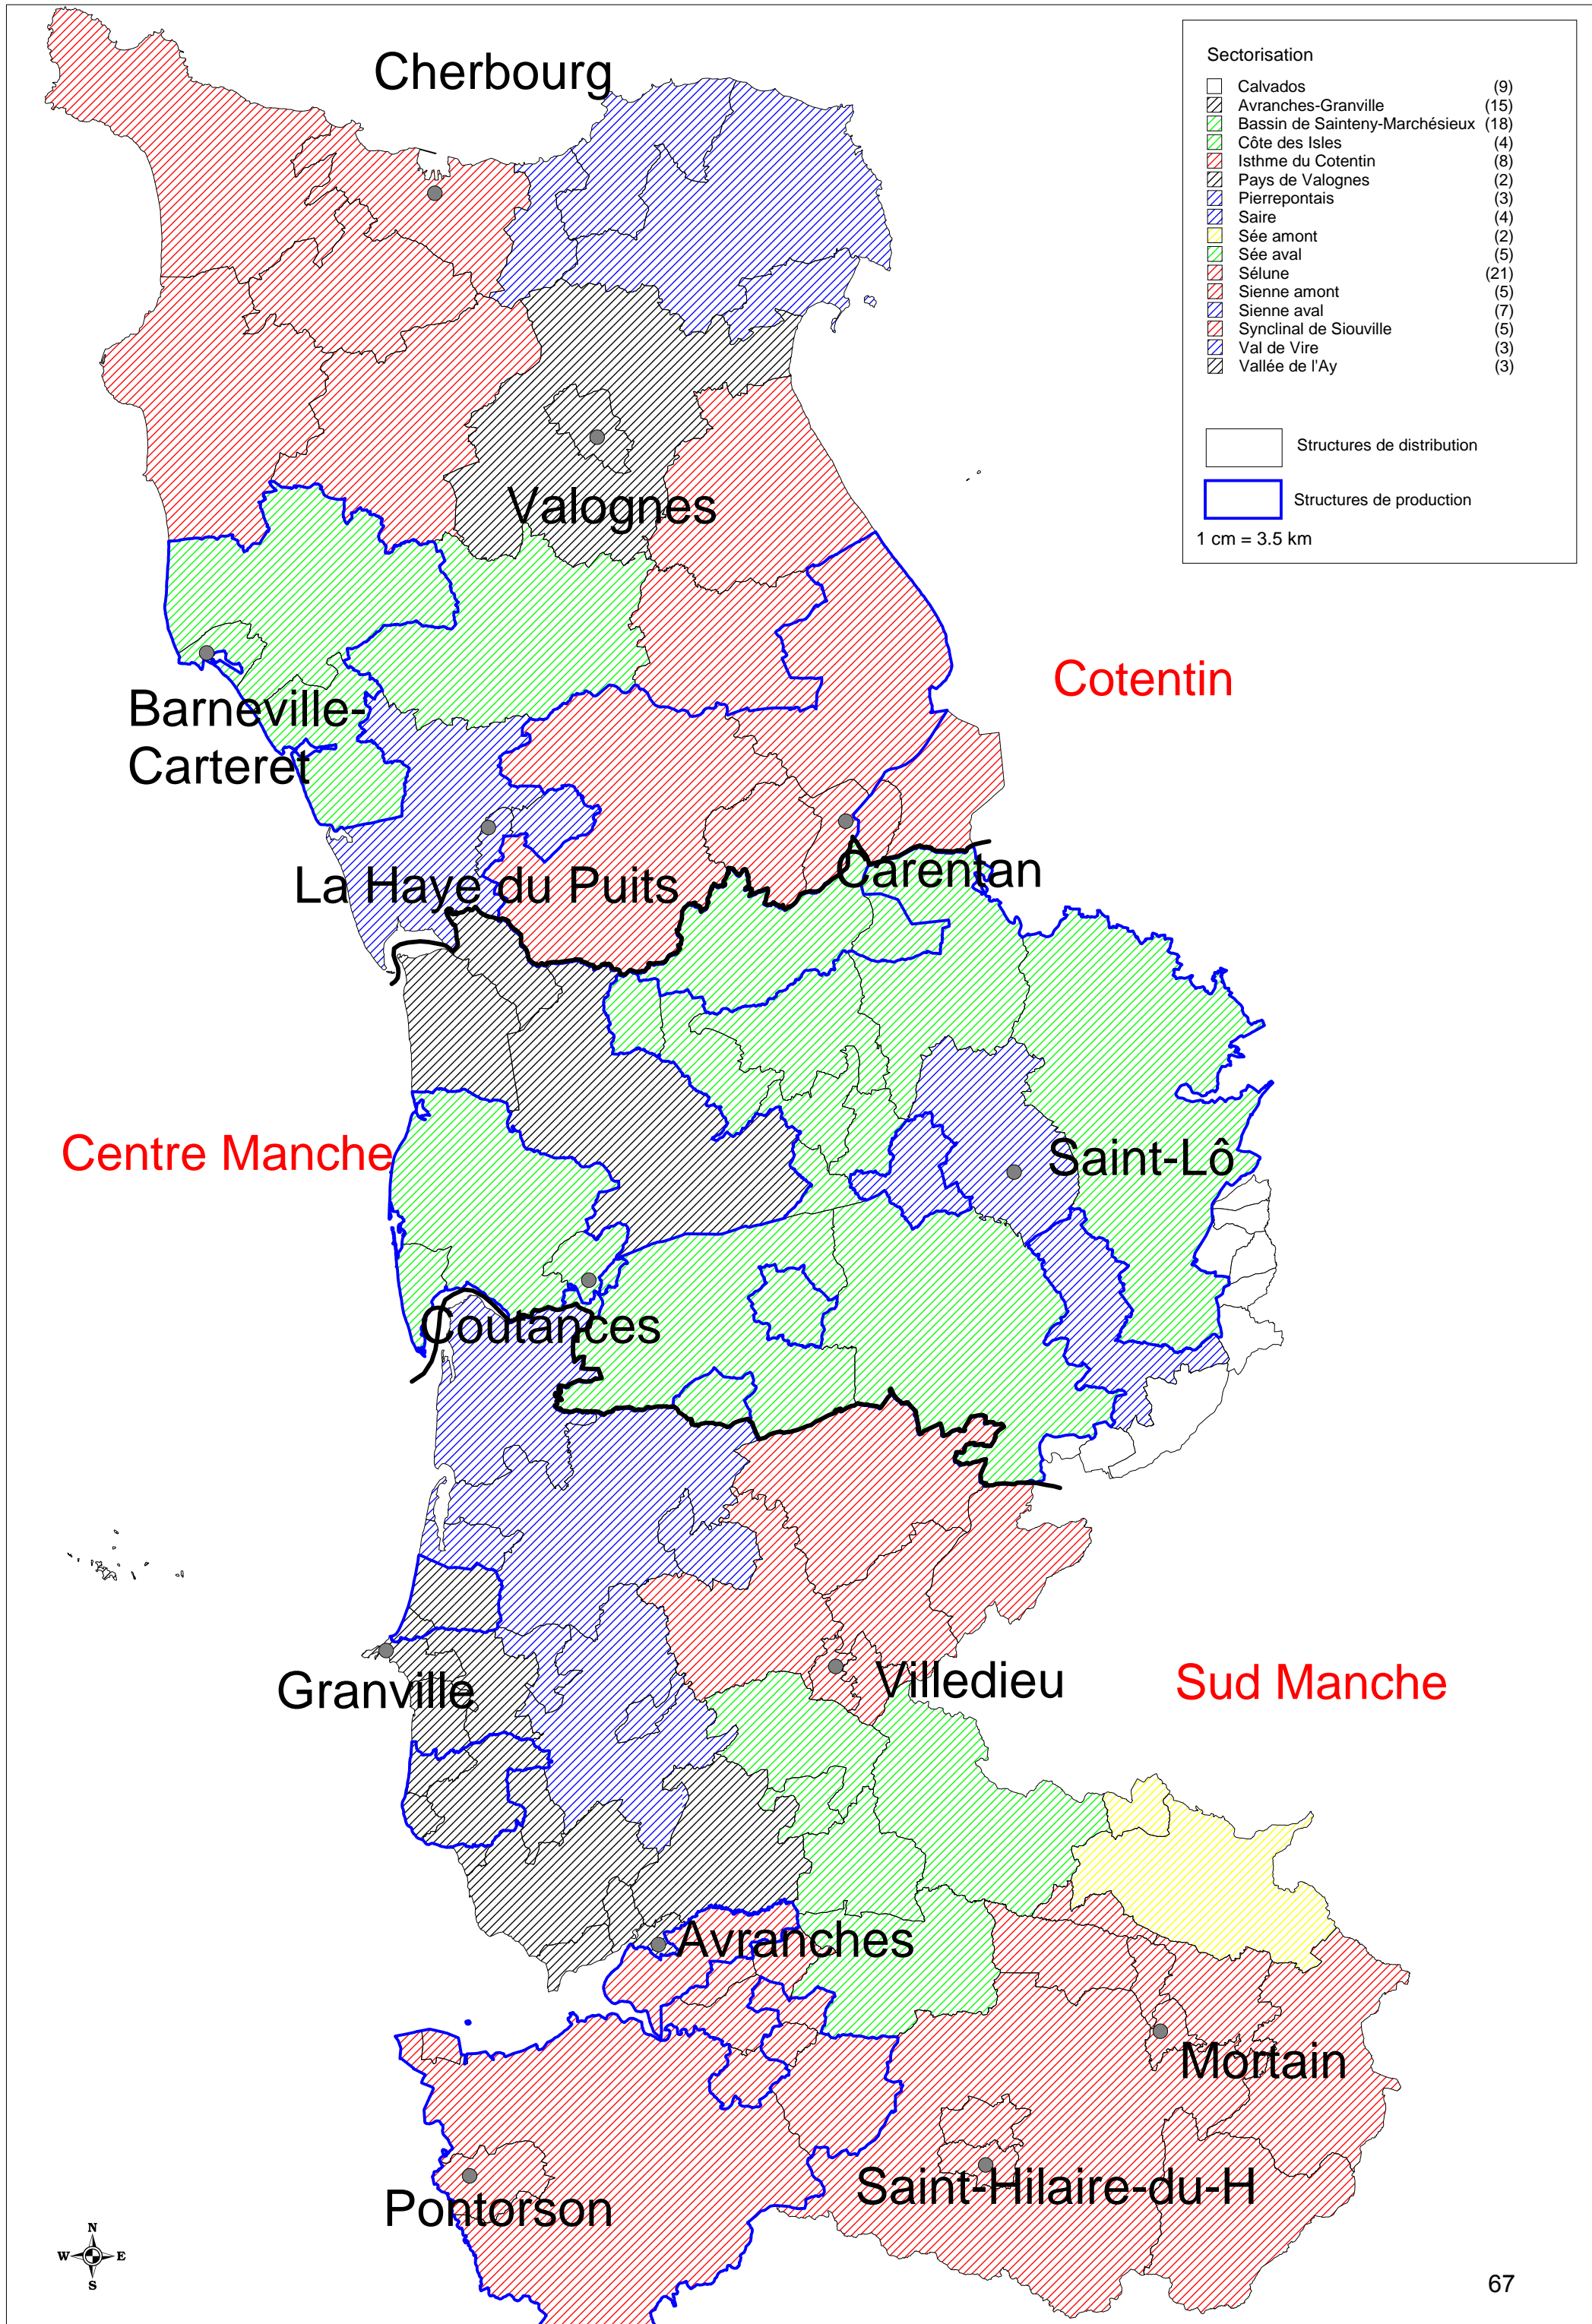 Cherbourg
Sectorisation
Calvados (9)
Avranches-Granville (15)
Bassin de Sainteny-Marchésieux (18)
Côte des Isles (4)
Isthme du Cotentin (8)
Pays de Valognes (2)
Pierrepontais (3)
Saire (4)
Sée amont (2)
Sée aval (5)
Sélune (21)
Sienne amont (5)
Sienne aval (7)
Synclinal de Siouville (5)
Val de Vire (3)
Vallée de l'Ay (3)
Structures de distribution
Structures de production
1 cm = 3.5 km
Valognes
Cotentin
Barneville-
Carteret
La Haye du Puits
Carentan
Centre Manche
Saint-Lô
Coutances
Granville
Villedieu
Sud Manche
Avranches
Mortain
Saint-Hilaire-du-H
Pontorson
N
W E
S
67